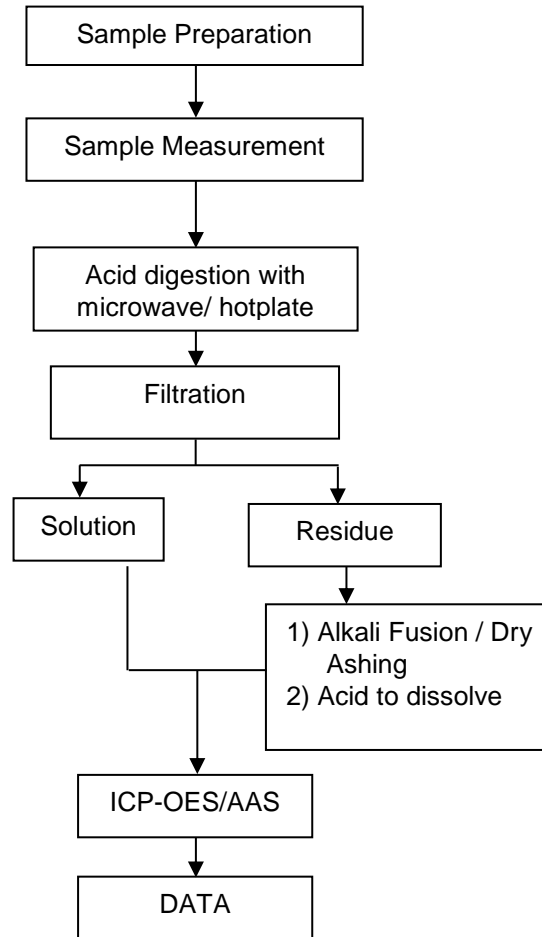 Sample Preparation
Sample Measurement
Acid digestion with
microwave/ hotplate
Filtration
Solution
Residue
1) Alkali Fusion / Dry
Ashing
2) Acid to dissolve
ICP-OES/AAS
DATA